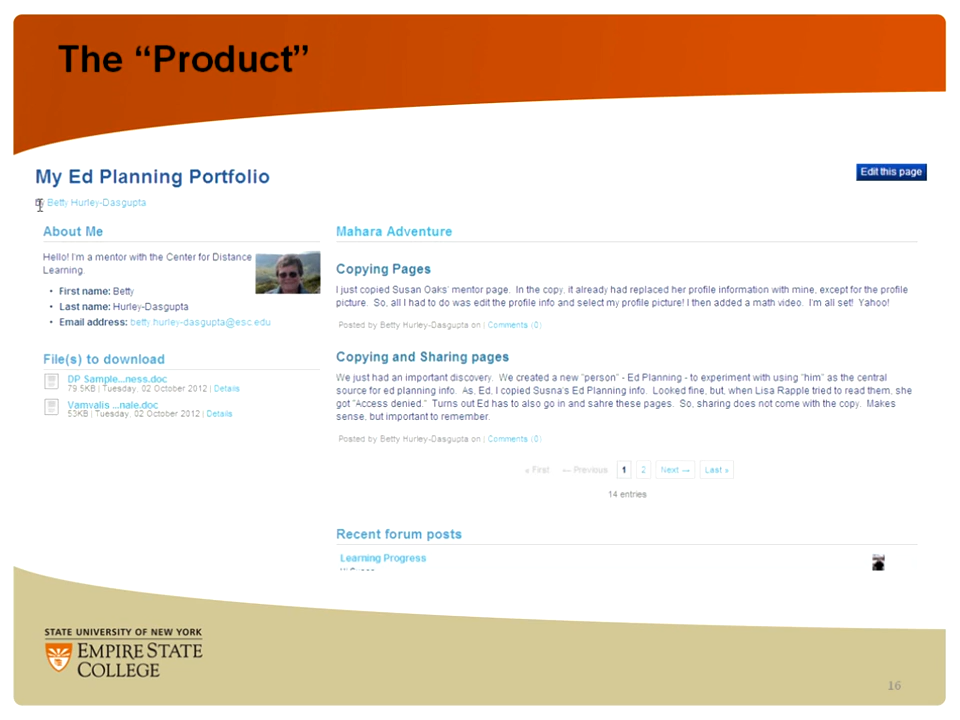 The “Product”
My Ed Planning Portfolio
Edit this page
Betty Hurley-Dasgupta
About Me
Hello! I'm a mentor with the Center for Distance
Learning.
• First name: Betty
• Last name: Hurley-Dasgupta
• Email address: betty.hurley-dasgupta@esc.edu
File(s) to download
DP Sample...ness.doc
79.5KB | Tuesday, 02 October 2012 | Details
Vamvalis ...nale.doc
53KB | Tuesday, 02 October 2012 | Details
Mahara Adventure
Copying Pages
I just copied Susan Oaks' mentor page. In the copy, it already had replaced her profile information with mine, except for the profile
picture. So, all I had to do was edit the profile info and select my profile picture! I then added a math video. I'm all set! Yahoo!
Posted by Betty Hurley-Dasgupta on | Comments (0)
Copying and Sharing pages
We just had an important discovery. We created a new "person" - Ed Planning - to experiment with using "him" as the central
source for ed planning info. As, Ed, I copied Susna's Ed Planning info. Looked fine, but, when Lisa Rapple tried to read them, she
got "Access denied." Turns out Ed has to also go in and sahre these pages. So, sharing does not come with the copy. Makes
sense, but important to remember.
Posted by Betty Hurley-Dasgupta on | Comments (0)
« First ← Previous 1 2 Next → Last »
14 entries
Recent forum posts
Learning Progress
STATE UNIVERSITY OF NEW YORK
EMPIRE STATE
COLLEGE
16